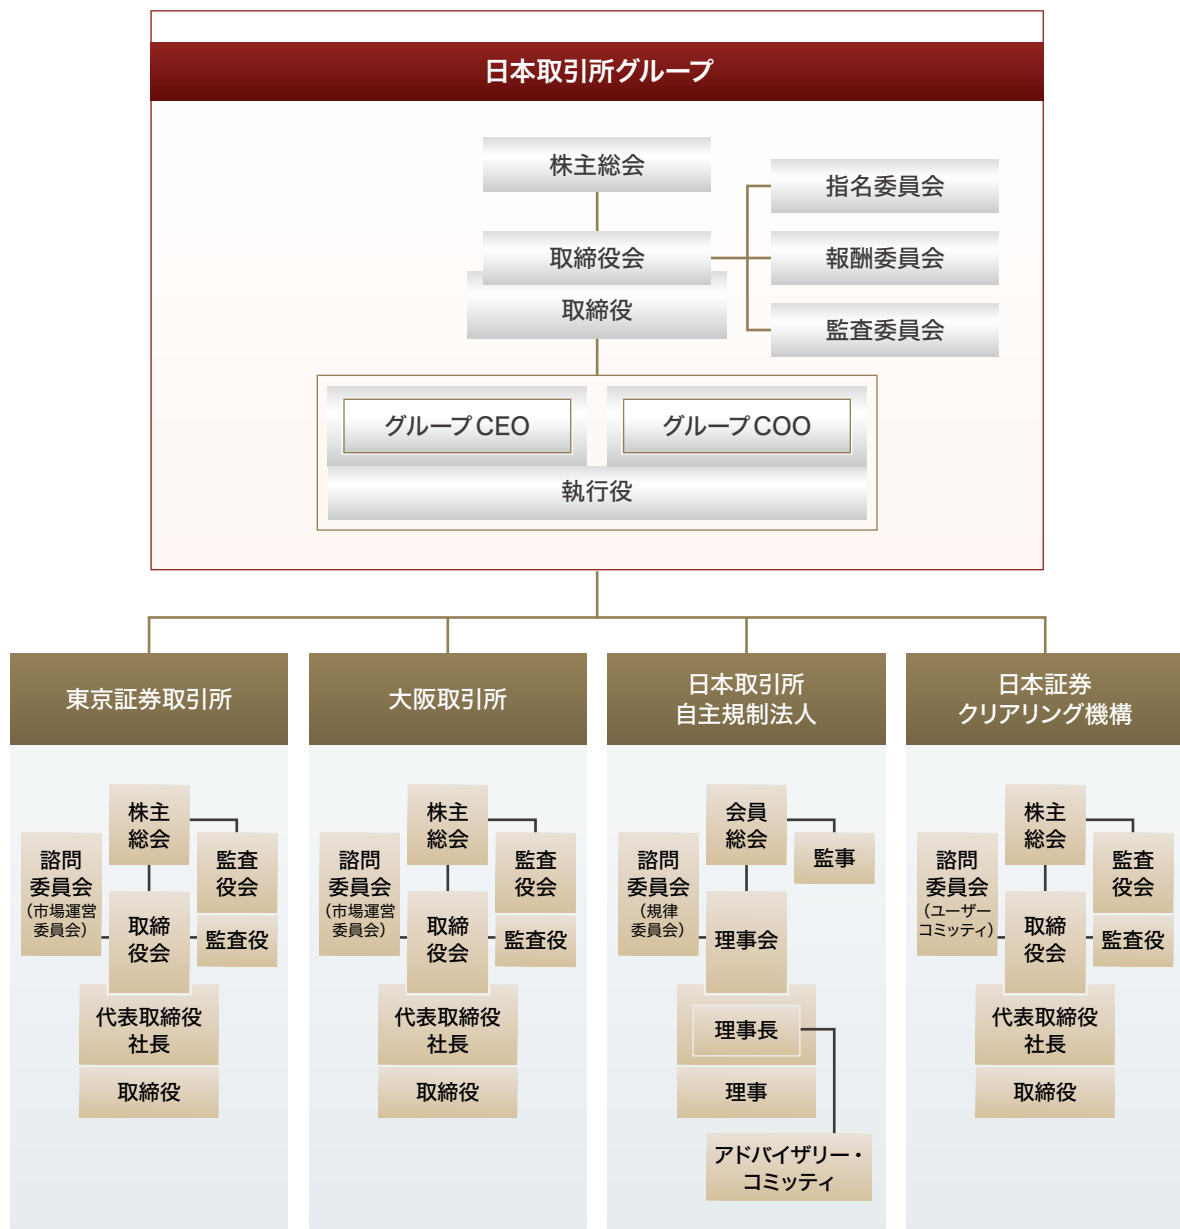 日本取引所グループ
株主総会
指名委員会
取締役会
報酬委員会
取締役
監査委員会
グループCEO
グループCOO
執行役
東京証券取引所
株主
総会
諮問
委員会
(市場運営
委員会)
監査
役会
取締
役会
監査役
代表取締役
社長
取締役
大阪取引所
株主
総会
諮問
委員会
(市場運営
委員会)
監査
役会
取締
役会
監査役
代表取締役
社長
取締役
日本取引所
自主規制法人
会員
総会
諮問
委員会
(規律
委員会)
監事
理事会
理事長
理事
アドバイザリー・
コミッティ
日本証券
クリアリング機構
株主
総会
諮問
委員会
(ユーザー
コミッティ)
監査
役会
取締
役会
監査役
代表取締役
社長
取締役